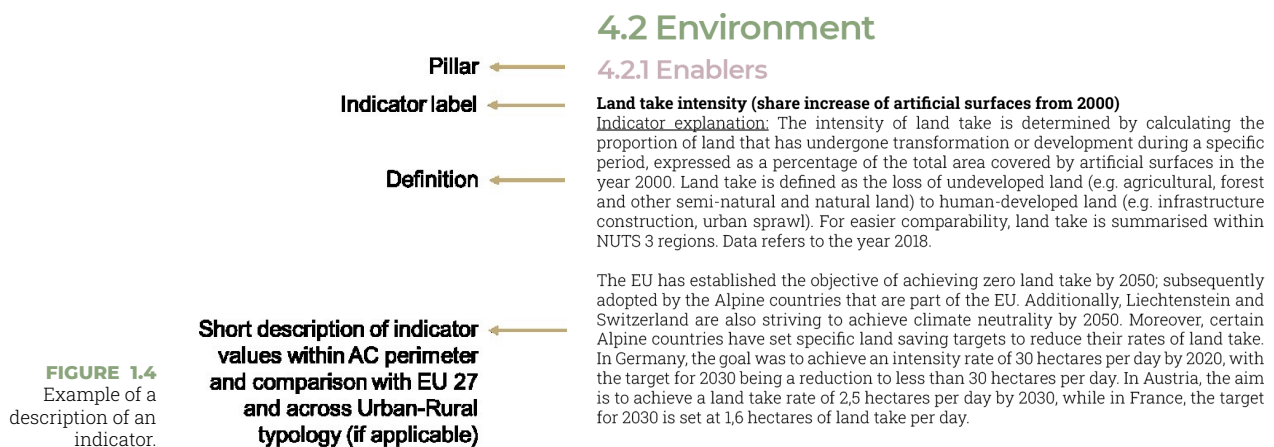 4.2 Environment
Pillar
4.2.1 Enablers
Indicator label
Land take intensity (share increase of artificial surfaces from 2000)
Indicator explanation: The intensity of land take is determined by calculating the
proportion of land that has undergone transformation or development during a specific
period, expressed as a percentage of the total area covered by artificial surfaces in the
Definition
year 2000. Land take is defined as the loss of undeveloped land (e.g. agricultural, forest
and other semi-natural and natural land) to human-developed land (e.g. infrastructure
construction, urban sprawl). For easier comparability, land take is summarised within
NUTS 3 regions. Data refers to the year 2018.
The EU has established the objective of achieving zero land take by 2050; subsequently
adopted by the Alpine countries that are part of the EU. Additionally, Liechtenstein and
Switzerland are also striving to achieve climate neutrality by 2050. Moreover, certain
Alpine countries have set specific land saving targets to reduce their rates of land take.
In Germany, the goal was to achieve an intensity rate of 30 hectares per day by 2020, with
the target for 2030 being a reduction to less than 30 hectares per day. In Austria, the aim
is to achieve a land take rate of 2,5 hectares per day by 2030, while in France, the target
for 2030 is set at 1,6 hectares of land take per day.
Short description of indicator
values within AC perimeter
and comparison with EU 27
and across Urban-Rural
typology (if applicable)
FIGURE 1.4
Example of a
description of an
indicator.